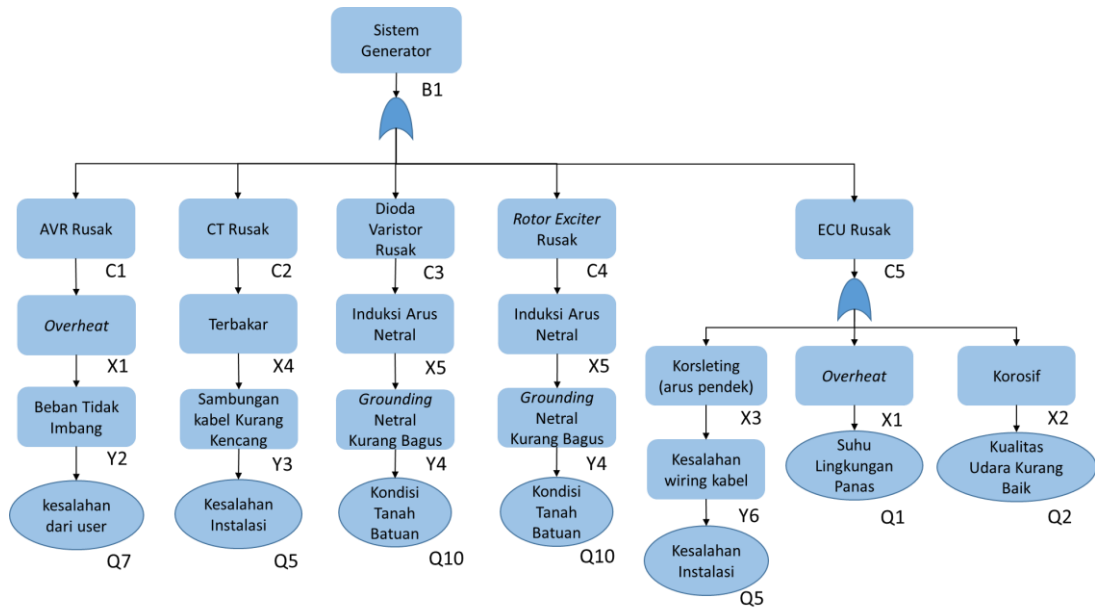 Sistem
Generator
B1
AVR Rusak
C1
CT Rusak
C2
Dioda
Varistor
Rusak
C3
Rotor Exciter
Rusak
C4
ECU Rusak
C5
Overheat
X1
Terbakar
X4
Induksi Arus
Netral
X5
Induksi Arus
Netral
X5
Korsleting
(arus pendek)
X3
Overheat
X1
Korosif
X2
Beban Tidak
Imbang
Y2
Sambungan
kabel Kurang
Kencang
Y3
Grounding
Netral
Kurang Bagus
Y4
Grounding
Netral
Kurang Bagus
Y4
Kesalahan
wiring kabel
Y6
Suhu
Lingkungan
Panas
Q1
Kualitas
Udara Kurang
Baik
Q2
kesalahan
dari user
Q7
Kesalahan
Instalasi
Q5
Kondisi
Tanah
Batuan
Q10
Kondisi
Tanah
Batuan
Q10
Kesalahan
Instalasi
Q5